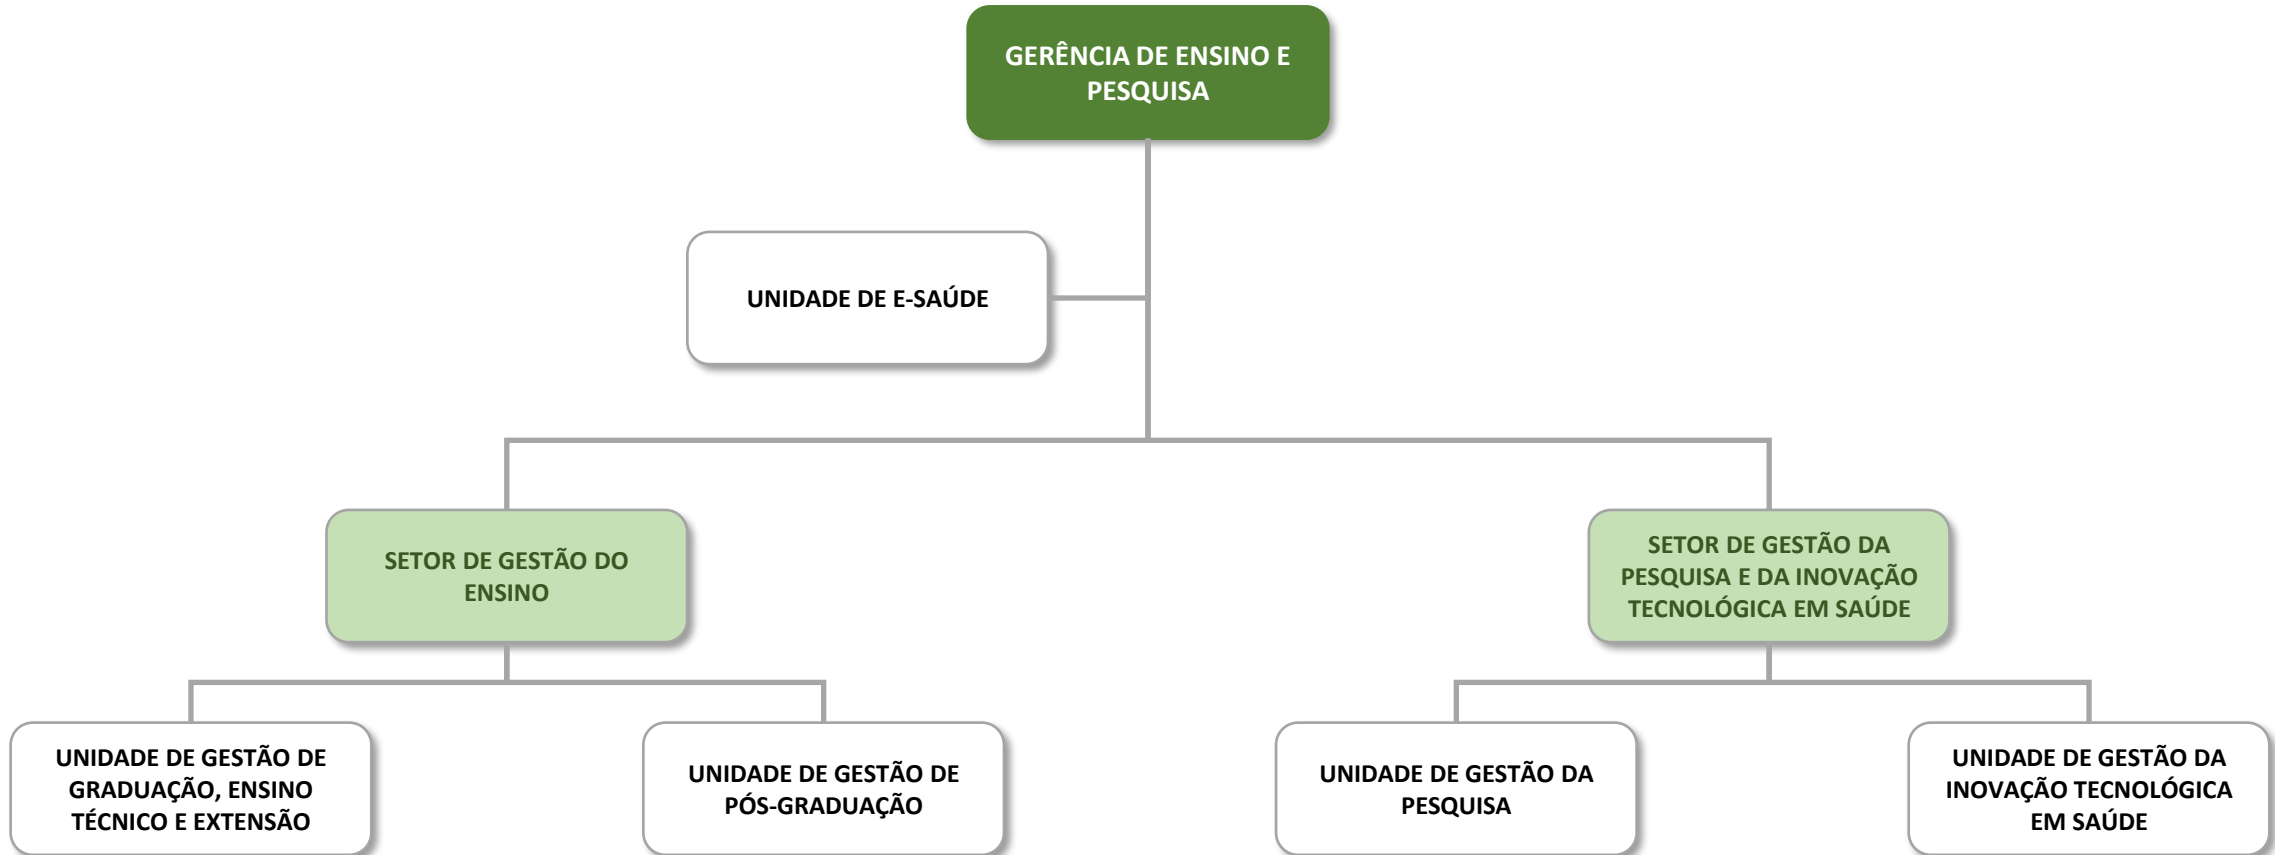 GERÊNCIA DE ENSINO E
PESQUISA
UNIDADE DE E-SAÚDE
SETOR DE GESTÃO DO
ENSINO
SETOR DE GESTÃO DA
PESQUISA E DA INOVAÇÃO
TECNOLÓGICA EM SAÚDE
UNIDADE DE GESTÃO DE
GRADUAÇÃO, ENSINO
TÉCNICO E EXTENSÃO
UNIDADE DE GESTÃO DE
PÓS-GRADUAÇÃO
UNIDADE DE GESTÃO DA
PESQUISA
UNIDADE DE GESTÃO DA
INOVAÇÃO TECNOLÓGICA
EM SAÚDE